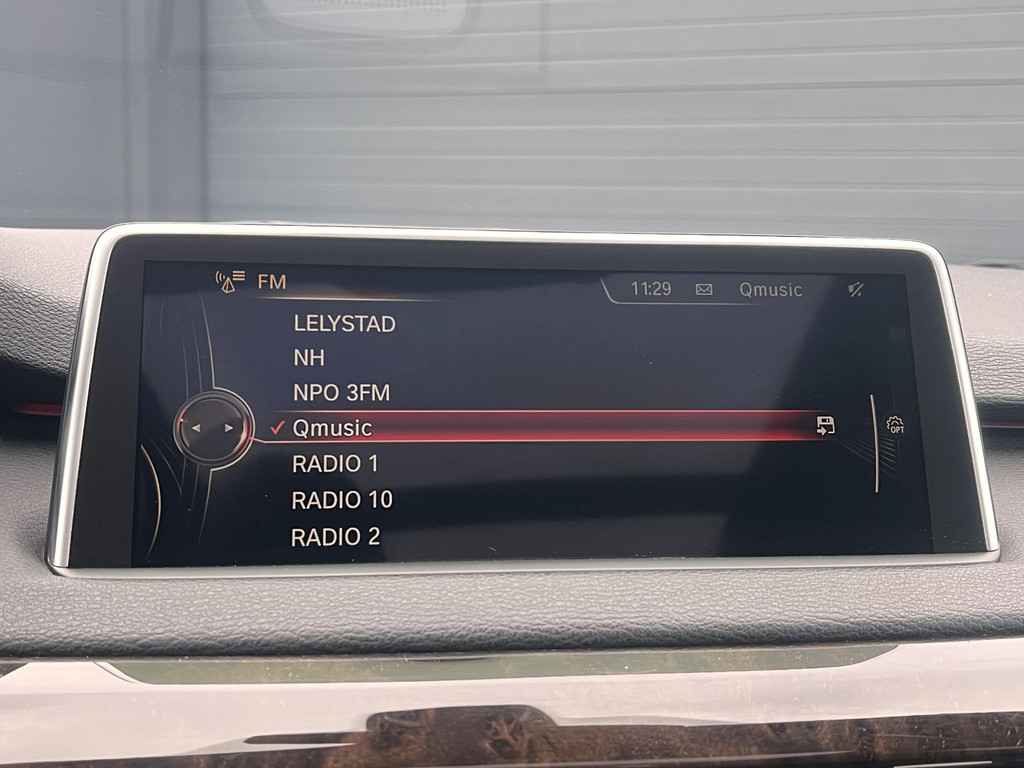 FM
11:29 Qmusic
LELYSTAD
NH
NPO 3FM
Qmusic
RADIO 1
OPT
RADIO 10
RADIO 2